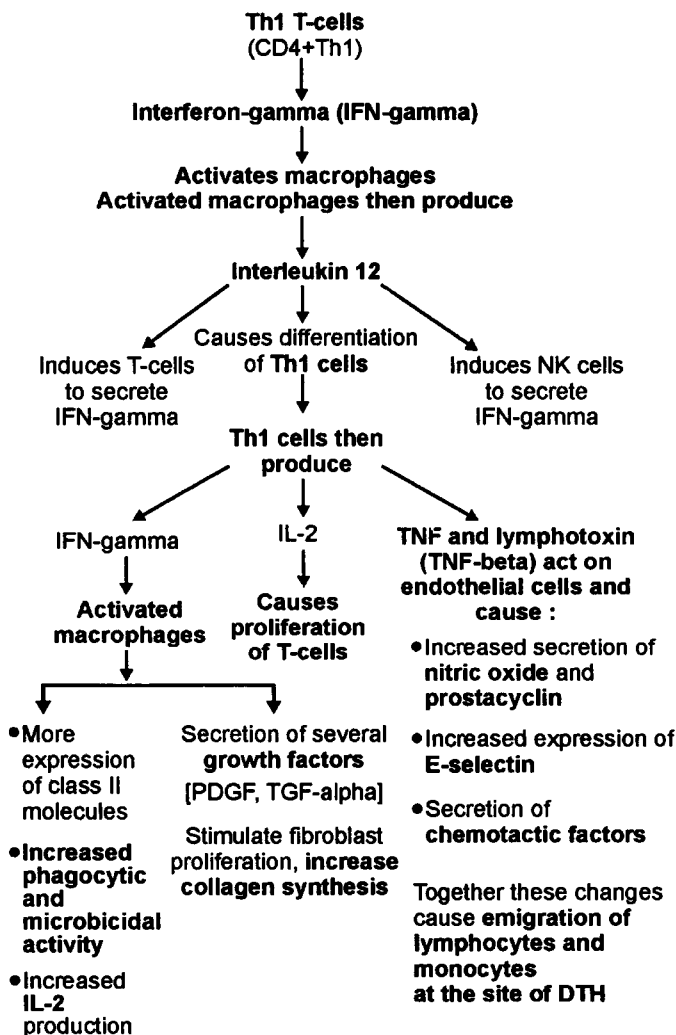 Th1 T-cells
(CD4+Th1)
Interferon-gamma (IFN-gamma)
Activates macrophages
Activated macrophages then produce
Interleukin 12
Induces T-cells
to secrete
IFN-gamma
Causes differentiation
of Th1 cells
Induces NK cells
to secrete
IFN-gamma
Th1 cells then
produce
IFN-gamma
Activated
macrophages
IL-2
Causes
proliferation
of T-cells
TNF and lymphotoxin
(TNF-beta) act on
endothelial cells and
cause :
•Increased secretion of
nitric oxide and
prostacyclin
•Increased expression of
E-selectin
•Secretion of
chemotactic factors
Together these changes
cause emigration of
lymphocytes and
monocytes
at the site of DTH
•More
expression
of class II
molecules
•Increased
phagocytic
and
microbicidal
activity
•Increased
IL-2
production
Secretion of several
growth factors
[PDGF, TGF-alpha]
Stimulate fibroblast
proliferation, increase
collagen synthesis